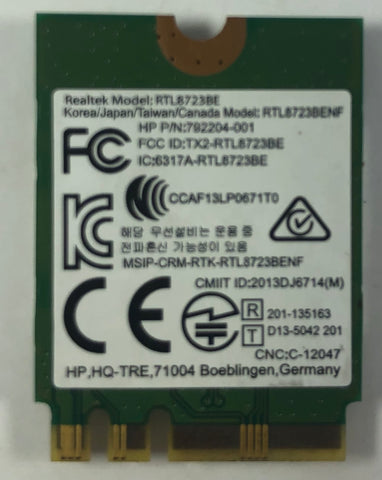 Realtek Model: RTL8723BE
Korea/Japan/Taiwan/Canada Model: RTL8723BENF
HP P/N:792204-001
FC FCC ID:TX2-RTL8723BE
IC:6317A-RTL8723BE
CCAF13LP0671T0
해당 무선설비는 운용 중
전파혼신 가능성이 있음
MSIP-CRM-RTK-RTL8723BENF
CMIIT ID:2013DJ6714(M)
CE R 201-135163
T D13-5042 201
CNC:C-12047
HP,HQ-TRE,71004 Boeblingen,Germany